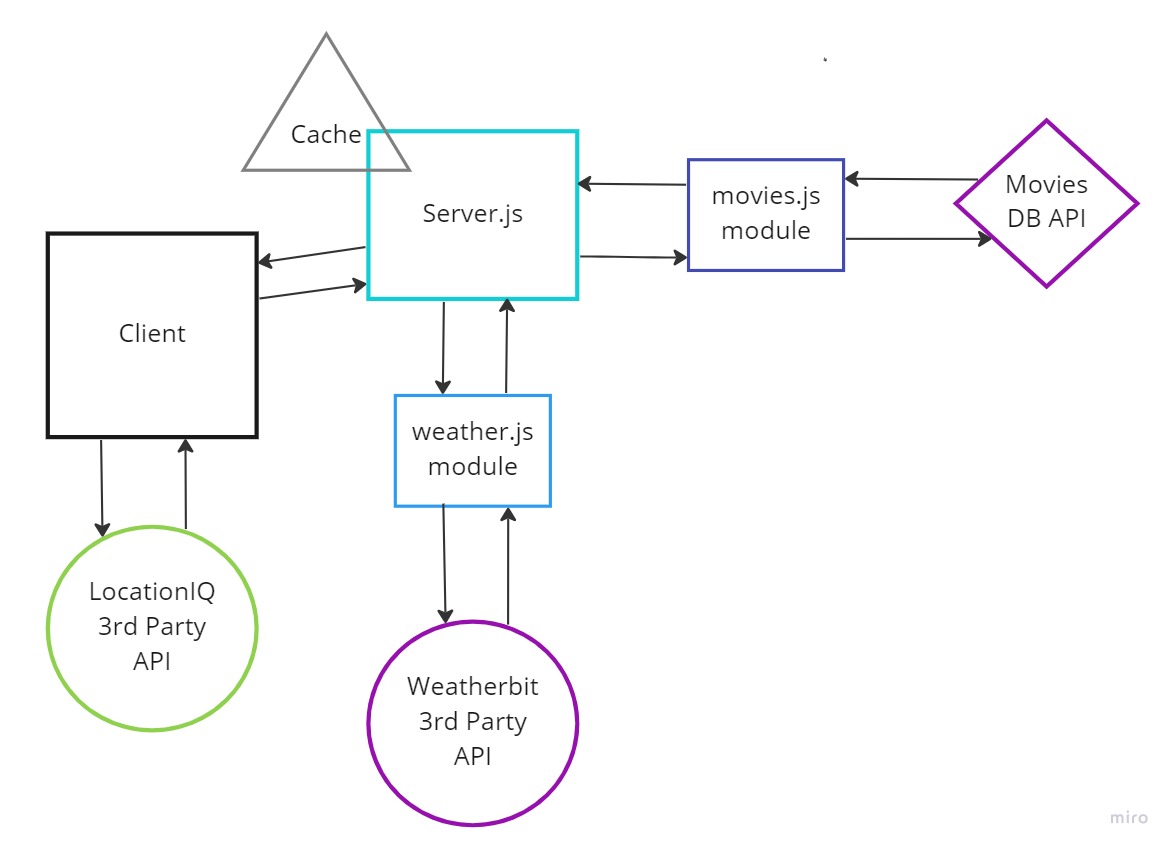 Cache
Server.js
movies.js
module
Movies
DB API
Client
weather.js
module
LocationIQ
3rd Party
API
Weatherbit
3rd Party
API
miro